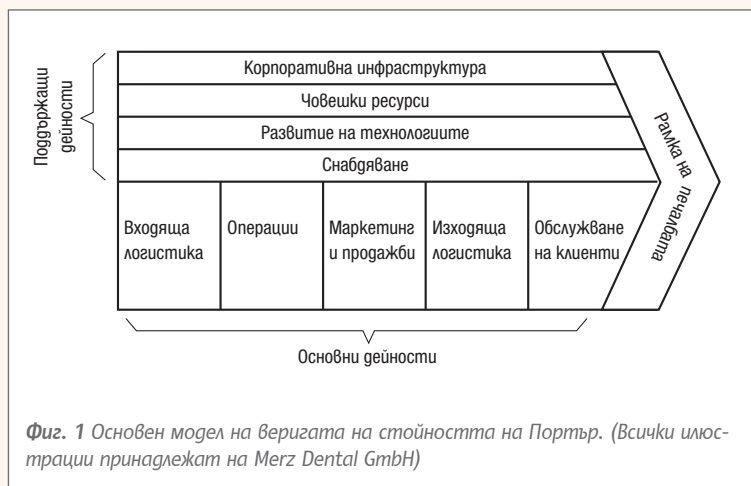 Поддържащи
дейности
Корпоративна инфраструктура
Човешки ресурси
Развитие на технологиите
Снабдяване
Входяща
логистика
Операции
Маркетинг
и продажби
Изходяща
логистика
Обслужване
на клиенти
Рамка на печалбата
Основни дейности
Фиг. 1 Основен модел на веригата на стойността на Портър. (Всички илюс-
трации принадлежат на Merz Dental GmbH)